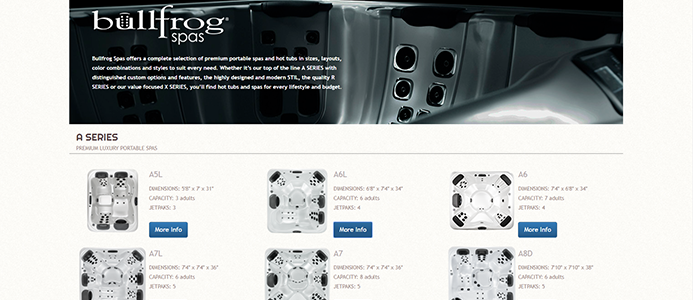 bullfrog®
spas
Bullfrog Spas offers a complete selection of premium portable spas and hot tubs in sizes, layouts,
color combinations and styles to suit every need. Whether it's our top of the line A SERIES with
distinguished custom options and features, the highly designed and modern STIL, the quality R
SERIES or our value focused X SERIES, you'll find hot tubs and spas for every lifestyle and budget.
A SERIES
PREMIUM LUXURY PORTABLE SPAS
A5L
DIMENSIONS: 5'8" x 7' x 31"
CAPACITY: 3 adults
JETPAKS: 3
More Info
A6L
DIMENSIONS: 6'8" x 7'4" x 34"
CAPACITY: 6 adults
JETPAKS: 4
More Info
A6
DIMENSIONS: 7'4" x 6'8" x 34"
CAPACITY: 7 adults
JETPAKS: 4
More Info
A7L
DIMENSIONS: 7'4" x 7'4" x 36"
CAPACITY: 6 adults
JETPAKS: 5
A7
DIMENSIONS: 7'4" x 7'4" x 36"
CAPACITY: 8 adults
JETPAKS: 5
A8D
DIMENSIONS: 7'10" x 7'10" x 38"
CAPACITY: 6 adults
JETPAKS: 5